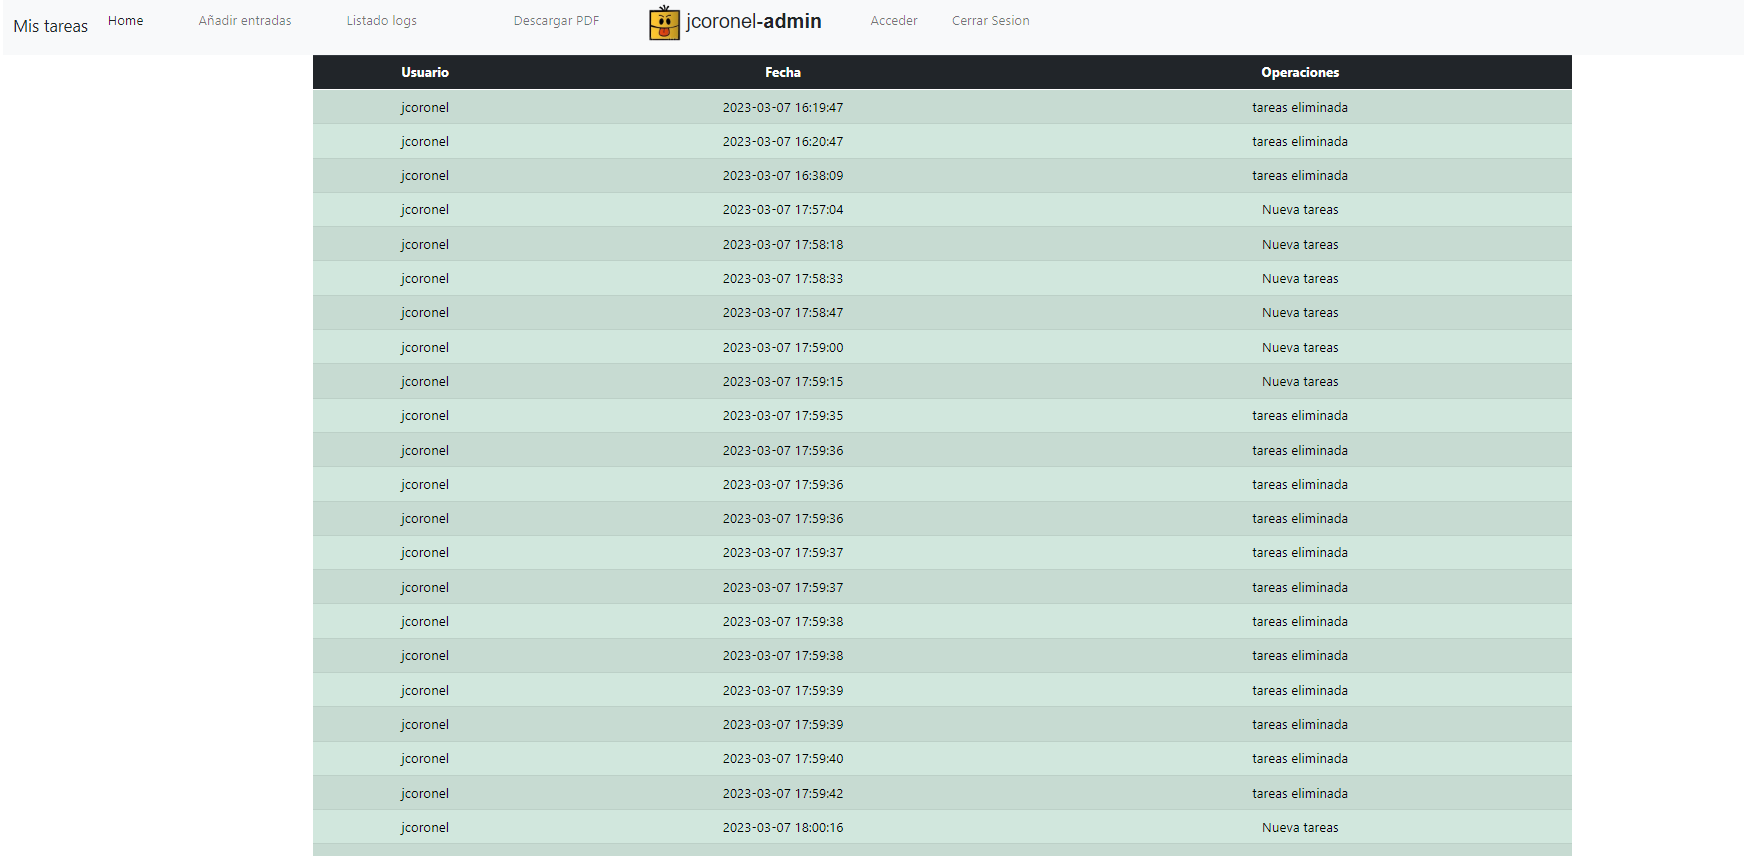 Mis tareas Home Añadir entradas Listado logs Descargar PDF jcoronel-admin Acceder Cerrar Sesion
Usuario Fecha Operaciones
jcoronel 2023-03-07 16:19:47 tareas eliminada
jcoronel 2023-03-07 16:20:47 tareas eliminada
jcoronel 2023-03-07 16:38:09 tareas eliminada
jcoronel 2023-03-07 17:57:04 Nueva tareas
jcoronel 2023-03-07 17:58:18 Nueva tareas
jcoronel 2023-03-07 17:58:33 Nueva tareas
jcoronel 2023-03-07 17:58:47 Nueva tareas
jcoronel 2023-03-07 17:59:00 Nueva tareas
jcoronel 2023-03-07 17:59:15 Nueva tareas
jcoronel 2023-03-07 17:59:35 tareas eliminada
jcoronel 2023-03-07 17:59:36 tareas eliminada
jcoronel 2023-03-07 17:59:36 tareas eliminada
jcoronel 2023-03-07 17:59:36 tareas eliminada
jcoronel 2023-03-07 17:59:37 tareas eliminada
jcoronel 2023-03-07 17:59:37 tareas eliminada
jcoronel 2023-03-07 17:59:38 tareas eliminada
jcoronel 2023-03-07 17:59:38 tareas eliminada
jcoronel 2023-03-07 17:59:39 tareas eliminada
jcoronel 2023-03-07 17:59:39 tareas eliminada
jcoronel 2023-03-07 17:59:40 tareas eliminada
jcoronel 2023-03-07 17:59:42 tareas eliminada
jcoronel 2023-03-07 18:00:16 Nueva tareas